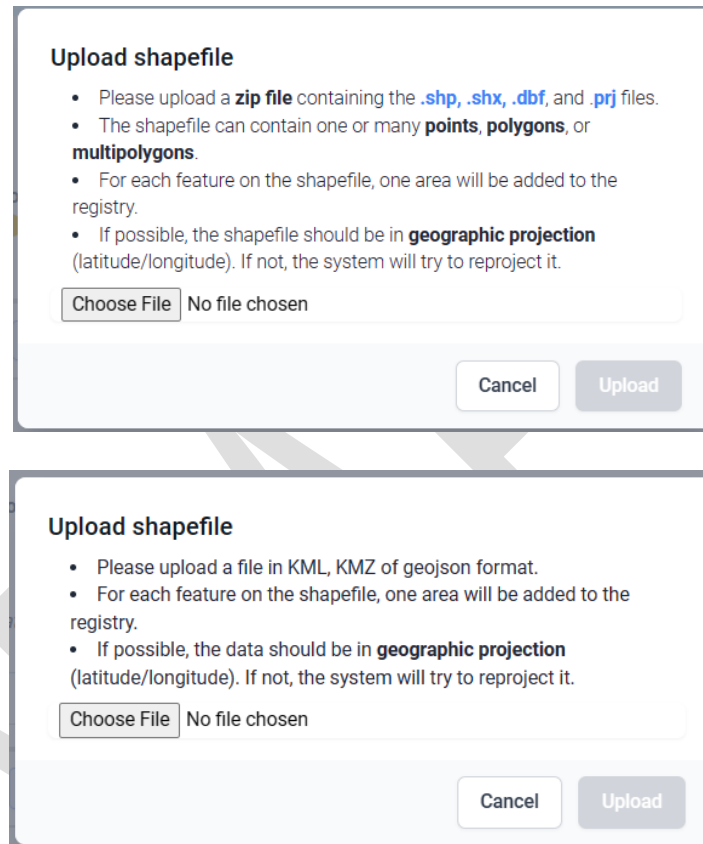 Upload shapefile
• Please upload a zip file containing the .shp, .shx, .dbf, and .prj files.
• The shapefile can contain one or many points, polygons, or
multipolygons.
• For each feature on the shapefile, one area will be added to the
registry.
• If possible, the shapefile should be in geographic projection
(latitude/longitude). If not, the system will try to reproject it.
Choose File No file chosen
Cancel Upload
Upload shapefile
• Please upload a file in KML, KMZ of geojson format.
• For each feature on the shapefile, one area will be added to the
registry.
• If possible, the data should be in geographic projection
(latitude/longitude). If not, the system will try to reproject it.
Choose File No file chosen
Cancel Upload